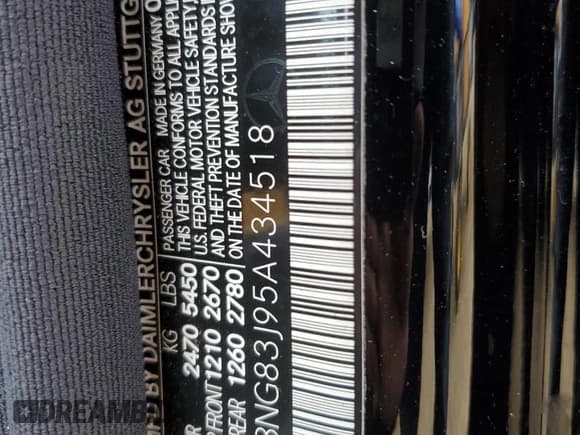 D BY DAIMLERCHRYSLER AG STUTTG
KG LBS PASSENGER CAR MADE IN GERMANY
2470 5450 THIS VEHICLE CONFORMS TO ALL APPL
U.S. FEDERAL MOTOR VEHICLE SAFETY
FRONT 1210 2670 AND THEFT PREVENTION STANDARDS
REAR 1260 2780 ON THE DATE OF MANUFACTURE SHOW
NG83J95A434518
DREAMB